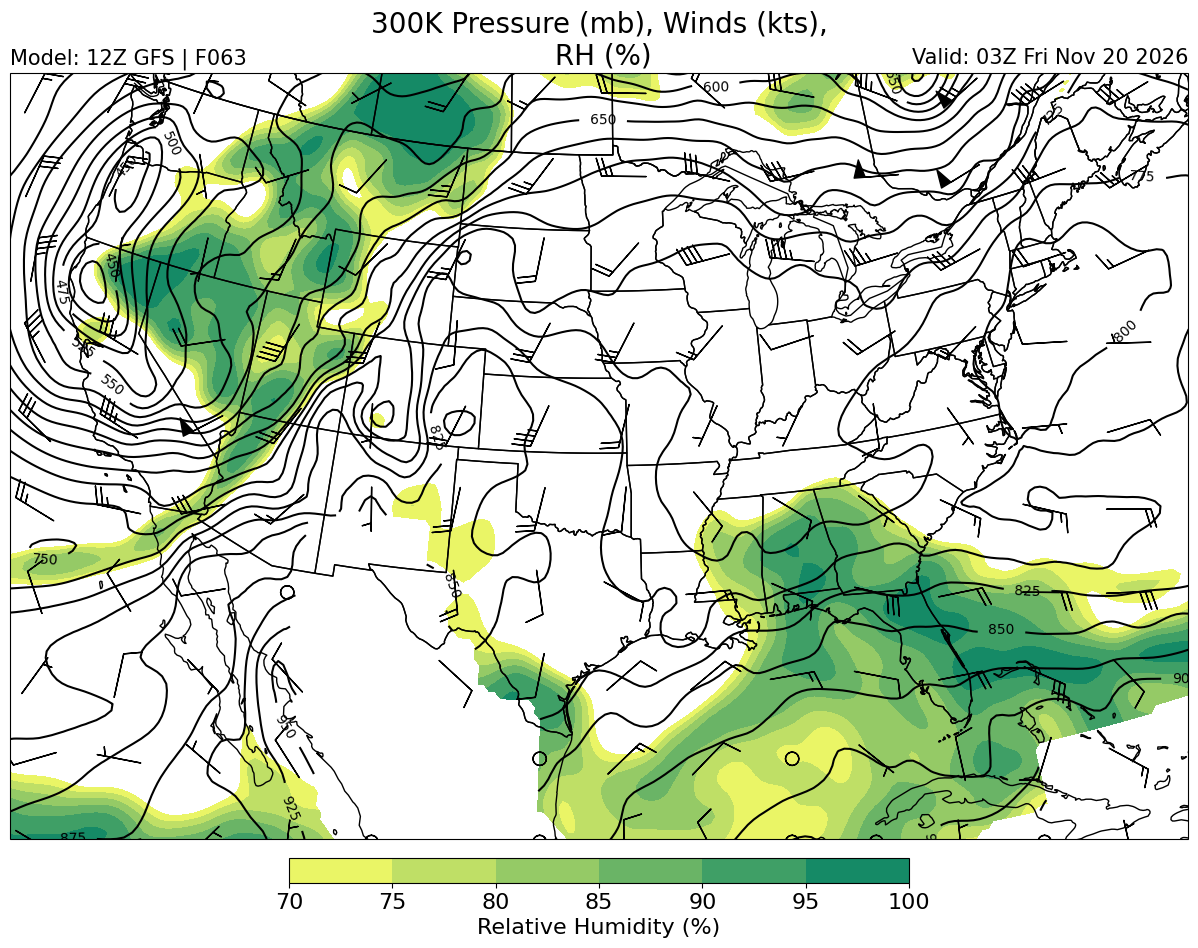 300K Pressure (mb), Winds (kts),
RH (%)
Model: 12Z GFS | F063
Valid: 03Z Fri Nov 20 2026
600
650
500
450
775
450
475
800
550
825
750
850
825
850
950
925
875
70 75 80 85 90 95 100
Relative Humidity (%)